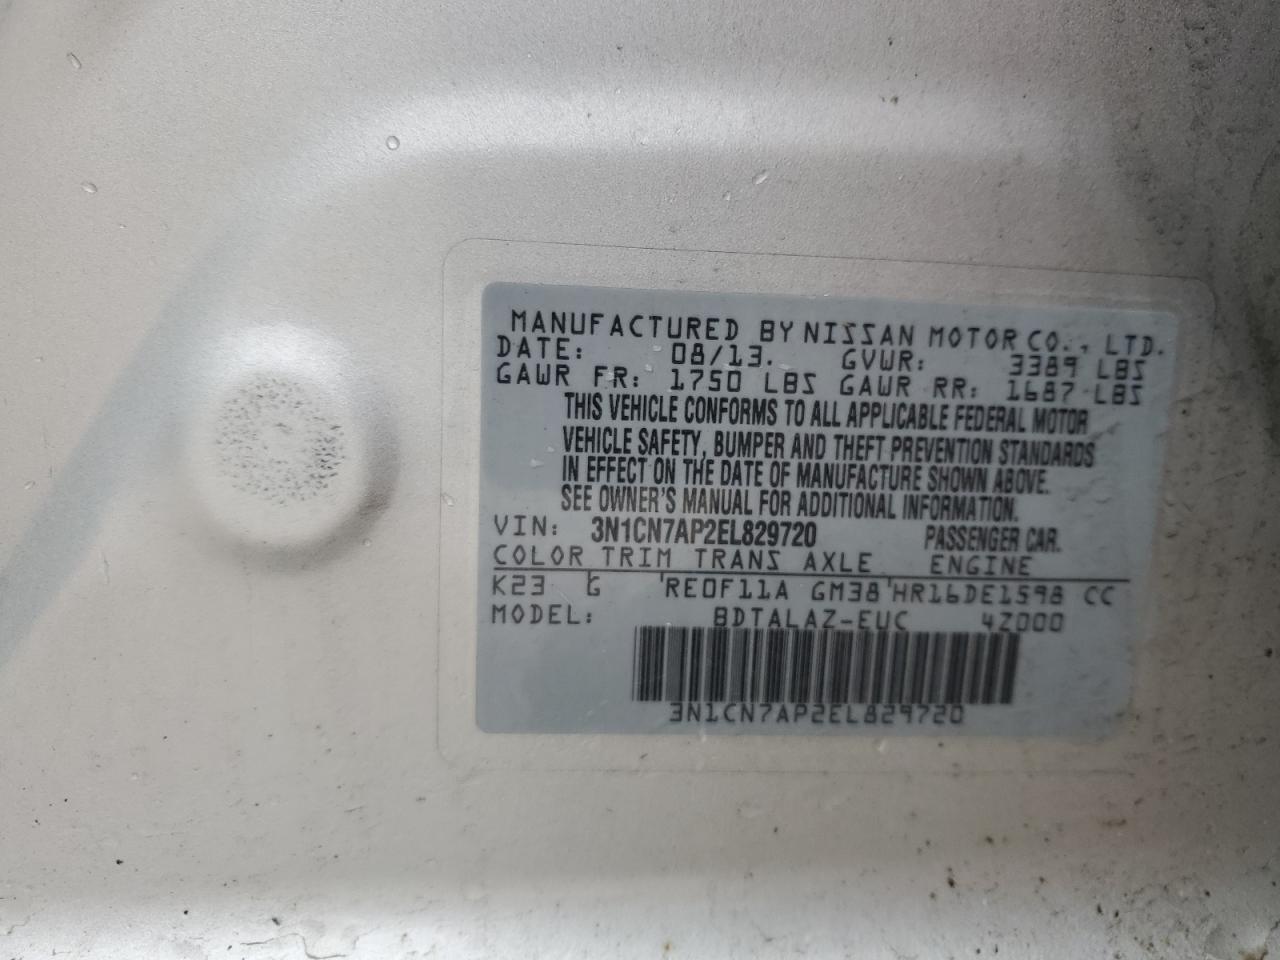 MANUFACTURED BY NISSAN MOTOR CO., LTD.
DATE: 08/13. GVWR: 3389 LBS
GAWR FR: 1750 LBS GAWR RR: 1687 LBS
THIS VEHICLE CONFORMS TO ALL APPLICABLE FEDERAL MOTOR
VEHICLE SAFETY, BUMPER AND THEFT PREVENTION STANDARDS
IN EFFECT ON THE DATE OF MANUFACTURE SHOWN ABOVE.
SEE OWNER'S MANUAL FOR ADDITIONAL INFORMATION.
VIN: 3N1CN7AP2EL829720 PASSENGER CAR.
COLOR TRIM TRANS AXLE ENGINE
K23 G RE0F11A GM38 HR16DE1598 CC
MODEL: BDTALAZ-EUC 4Z000
3N1CN7AP2EL829720